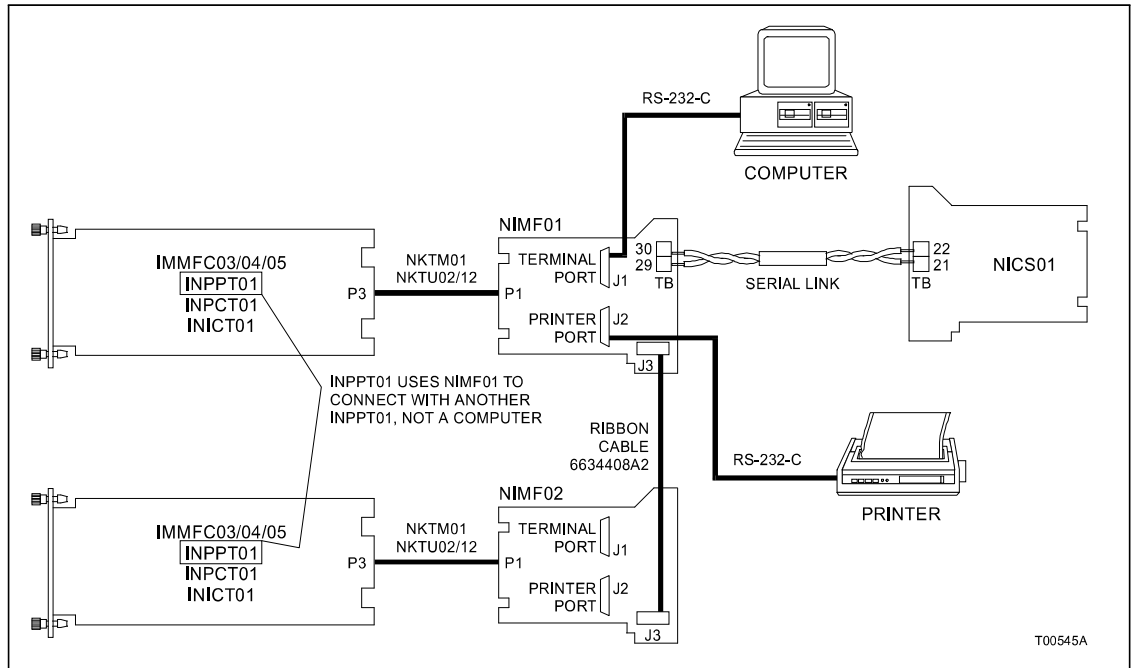 RS-232-C
COMPUTER
NIMF01
IMMFC03/04/05
INPPT01
INPCT01
INICT01
P3
NKTM01
NKTU02/12
P1
TERMINAL
PORT
J1
PRINTER
PORT
J2
J3
30
29
TB
SERIAL LINK
22
21
TB
NICS01
INPPT01 USES NIMF01 TO
CONNECT WITH ANOTHER
INPPT01, NOT A COMPUTER
RIBBON
CABLE
6634408A2
RS-232-C
PRINTER
NIMF02
IMMFC03/04/05
INPPT01
INPCT01
INICT01
P3
NKTM01
NKTU02/12
P1
TERMINAL
PORT
J1
PRINTER
PORT
J2
J3
T00545A